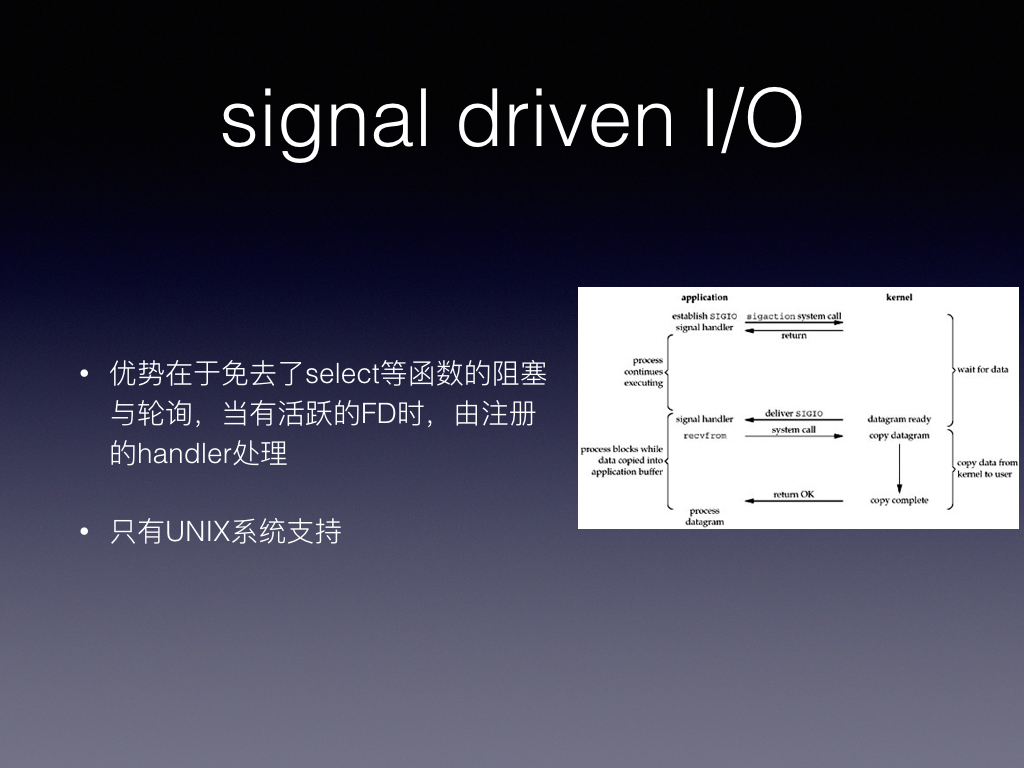 signal driven I/O
• 优势在于免去了select等函数的阻塞
与轮询，当有活跃的FD时，由注册
的handler处理
• 只有UNIX系统支持
application
kernel
establish SIGIO
signal handler
sigaction system call
return
process
continues
executing
wait for data
signal handler
deliver SIGIO
datagram ready
recvfrom
system call
copy datagram
process blocks while
data copied into
application buffer
copy data from
kernel to user
return OK
copy complete
process
datagram